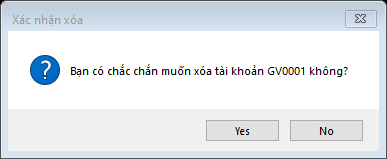 Xác nhận xóa
Bạn có chắc chắn muốn xóa tài khoản GV0001 không?
Yes
No